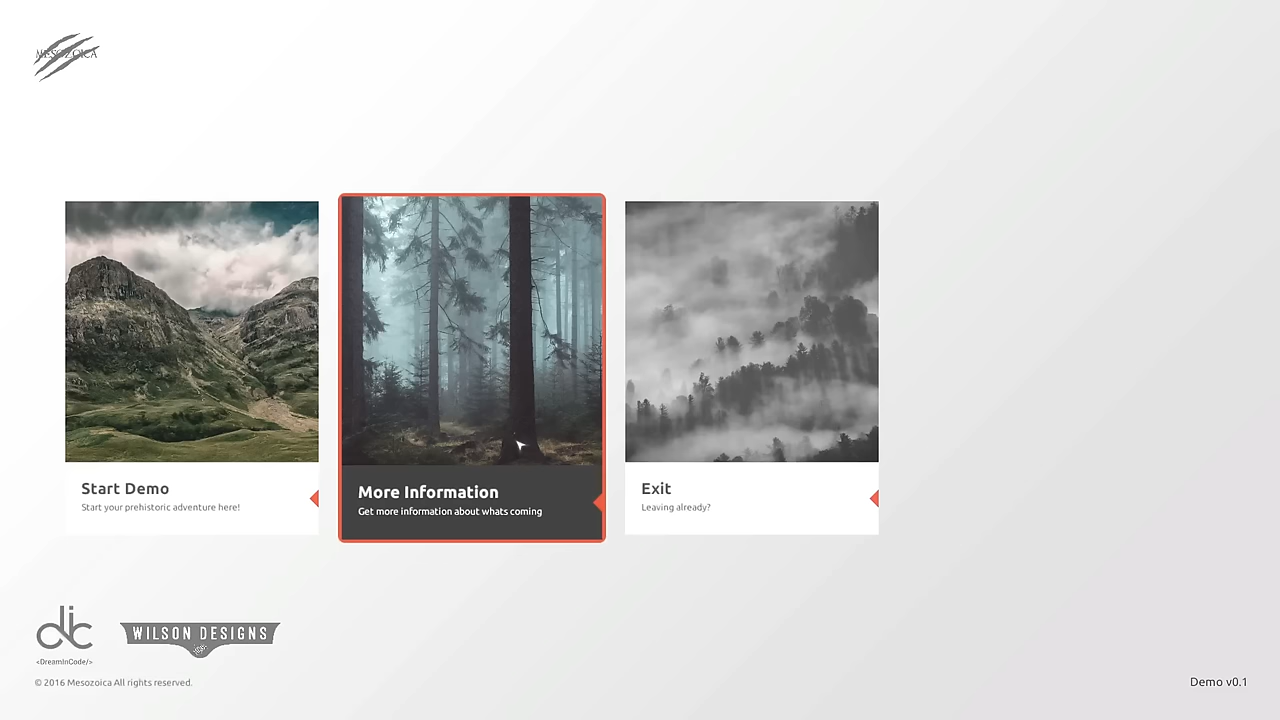 MESOZOICA
Start Demo
Start your prehistoric adventure here!
More Information
Get more information about whats coming
Exit
Leaving already?
dic
<DreamInCode/>
WILSON DESIGNS
© 2016 Mesozoica All rights reserved.
Demo v0.1